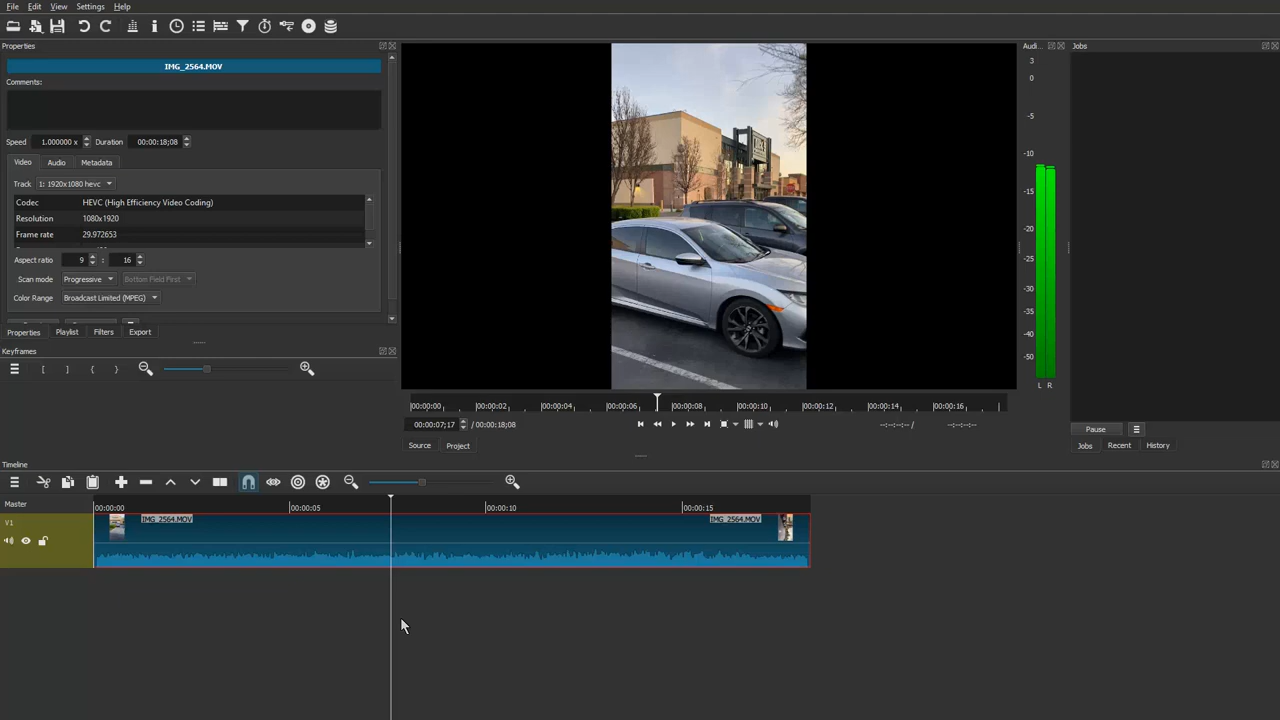 File Edit View Settings Help
Properties
Audi...
Jobs
IMG_2564.MOV
Comments:
Speed 1.000000 x Duration 00:00:18;08
Video Audio Metadata
Track 1: 1920x1080 hevc
Codec HEVC (High Efficiency Video Coding)
Resolution 1080x1920
Frame rate 29.972653
Aspect ratio 9 : 16
Scan mode Progressive Bottom Field First
Color Range Broadcast Limited (MPEG)
Properties Playlist Filters Export
Keyframes
3
0
-5
-10
-15
-20
-25
-30
-35
-40
-50
L R
00:00:00 00:00:02 00:00:04 00:00:06 00:00:08 00:00:10 00:00:12 00:00:14 00:00:16
00:00:07;17 / 00:00:18;08 --:--:--:-- / --:--:--:--
Source Project
Pause
Jobs Recent History
Timeline
Master 00:00:00 00:00:05 00:00:10 00:00:15
V1 IMG_2564.MOV IMG_2564.MOV